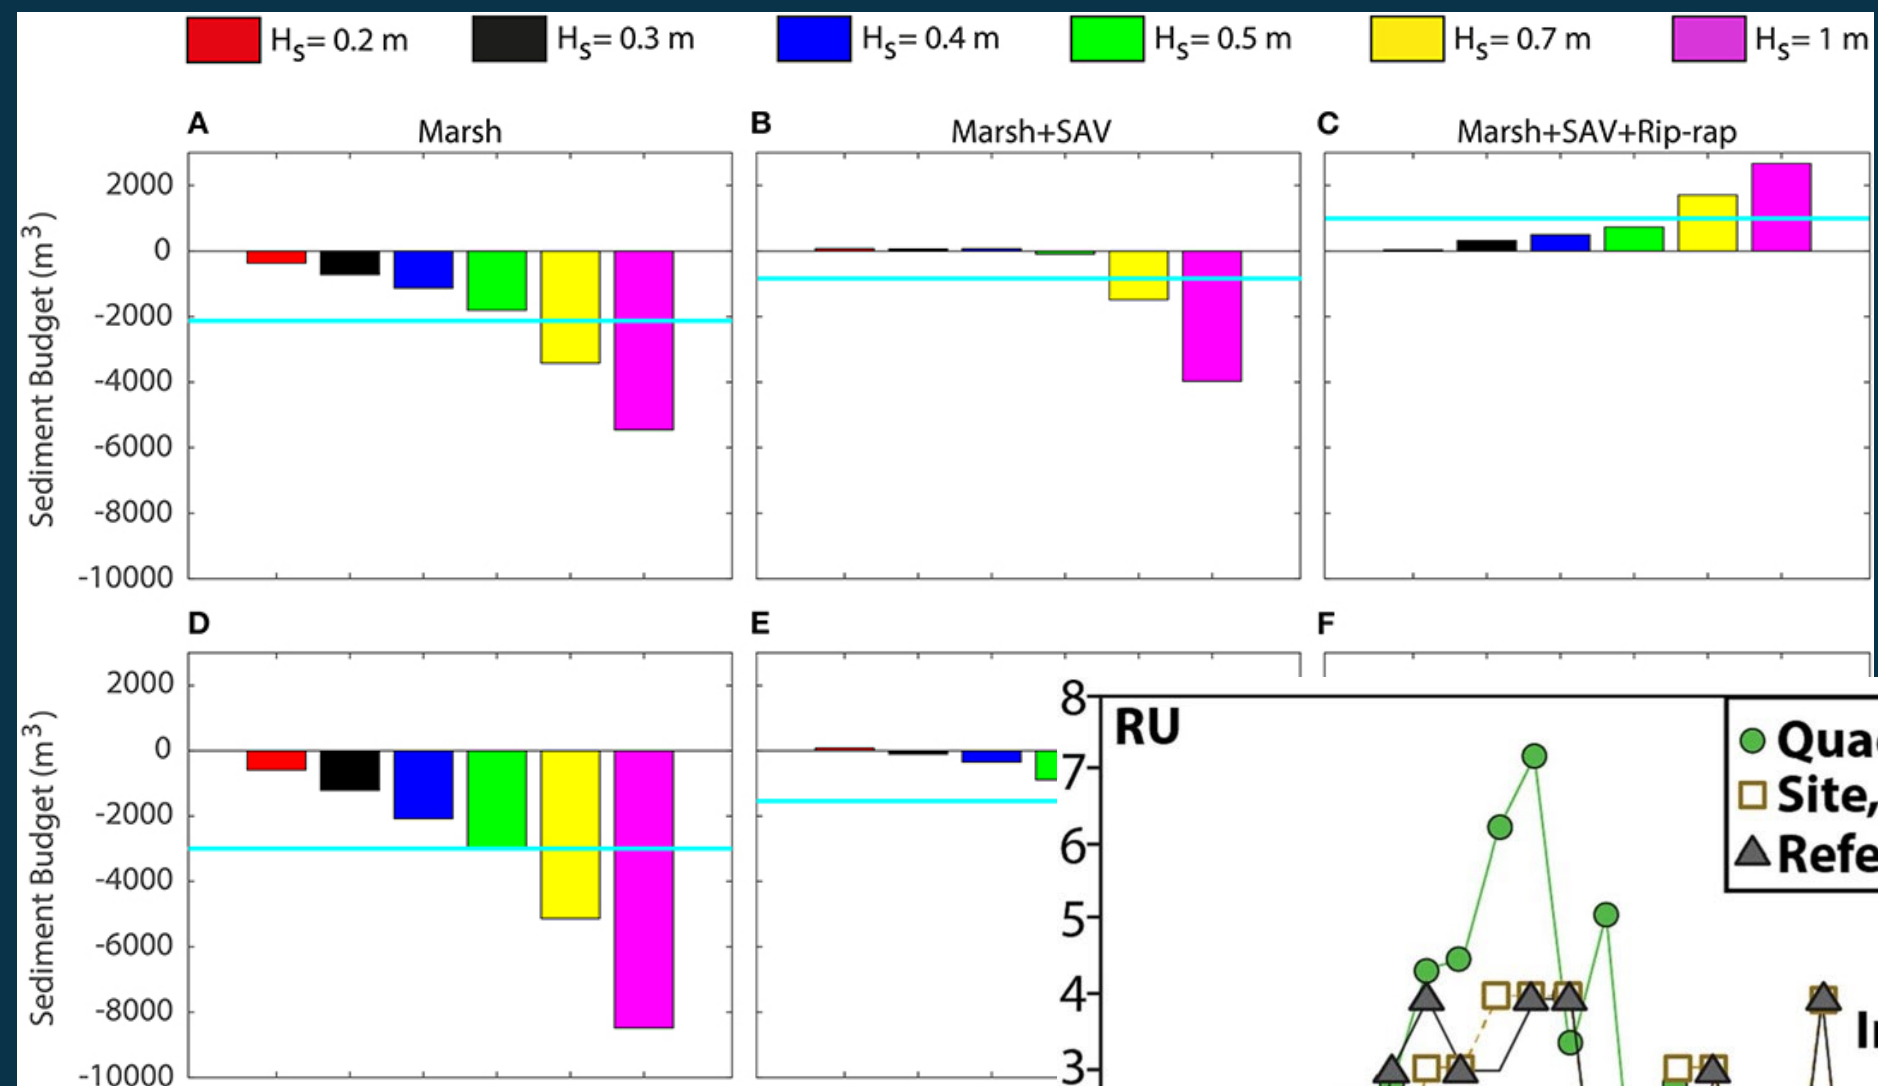 Hs= 0.2 m Hs= 0.3 m Hs= 0.4 m Hs= 0.5 m Hs= 0.7 m Hs= 1 m
A Marsh B Marsh+SAV C Marsh+SAV+Rip-rap
Sediment Budget (m3)
2000
0
-2000
-4000
-6000
-8000
-10000
D E F
Sediment Budget (m3)
2000
0
-2000
-4000
-6000
-8000
-10000
RU
8
7
6
5
4
3
Site,